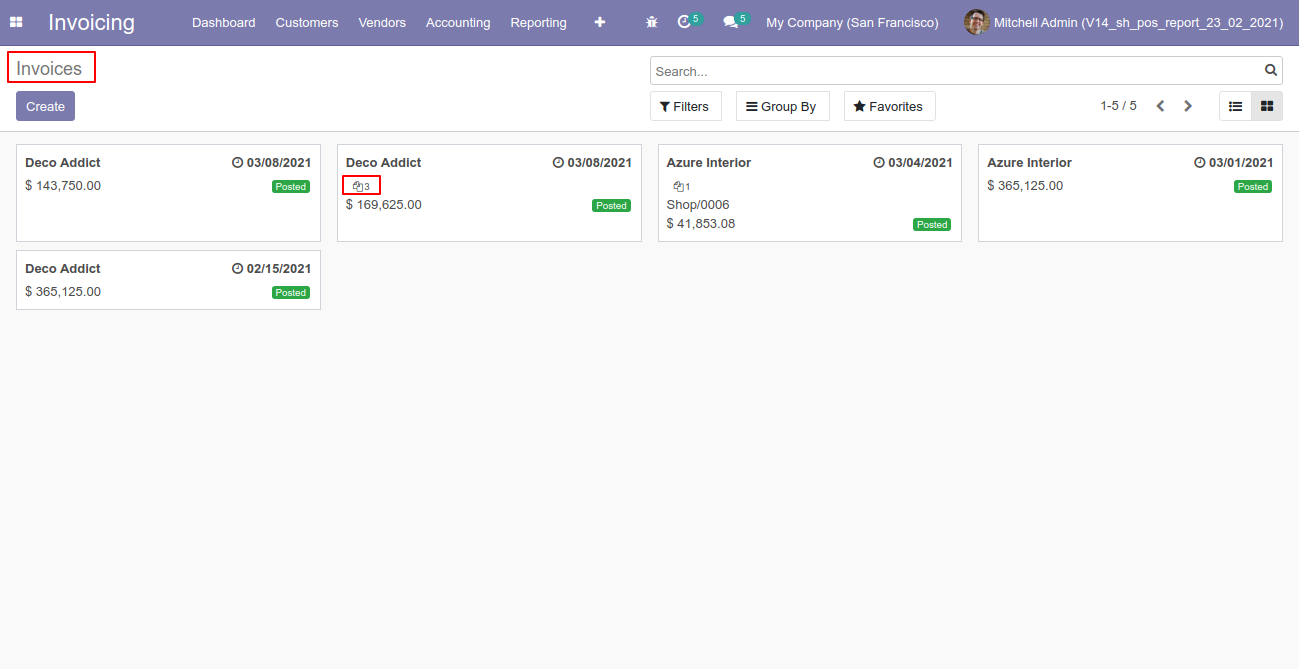 Invoicing Dashboard Customers Vendors Accounting Reporting 5 5 My Company (San Francisco) Mitchell Admin (V14_sh_pos_report_23_02_2021)
Invoices
Search...
Create Filters Group By Favorites 1-5 / 5
Deco Addict 03/08/2021
$ 143,750.00 Posted
Deco Addict 03/08/2021
3
$ 169,625.00 Posted
Azure Interior 03/04/2021
1
Shop/0006
$ 41,853.08 Posted
Azure Interior 03/01/2021
$ 365,125.00 Posted
Deco Addict 02/15/2021
$ 365,125.00 Posted